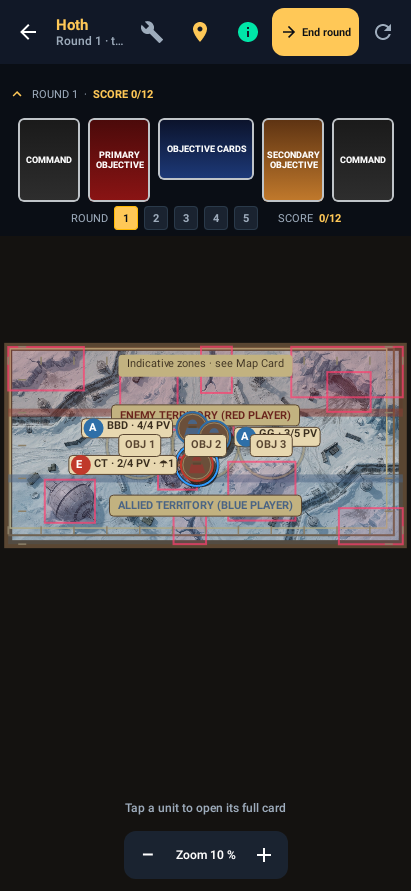 Hoth
Round 1 · t...
End round
ROUND 1 · SCORE 0/12
COMMAND
PRIMARY
OBJECTIVE
OBJECTIVE CARDS
SECONDARY
OBJECTIVE
COMMAND
ROUND 1 2 3 4 5 SCORE 0/12
Indicative zones · see Map Card
ENEMY TERRITORY (RED PLAYER)
A BBD · 4/4 PV
A GG · 3/5 PV
OBJ 1
OBJ 2
OBJ 3
E CT · 2/4 PV · ☂1
ALLIED TERRITORY (BLUE PLAYER)
Tap a unit to open its full card
− Zoom 10 % +